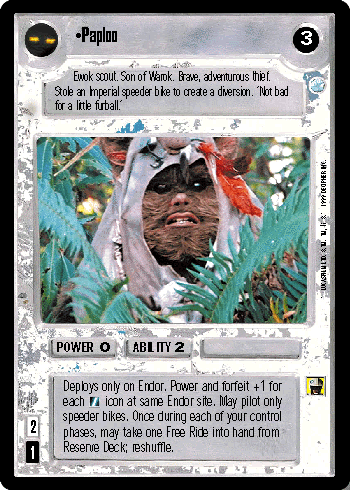 •Paploo
3
Ewok scout. Son of Warok. Brave, adventurous thief.
Stole an Imperial speeder bike to create a diversion. 'Not bad
for a little furball.'
POWER 0 ABILITY 2
Deploys only on Endor. Power and forfeit +1 for
each icon at same Endor site. May pilot only
speeder bikes. Once during each of your control
phases, may take one Free Ride into hand from
Reserve Deck; reshuffle.
2
1